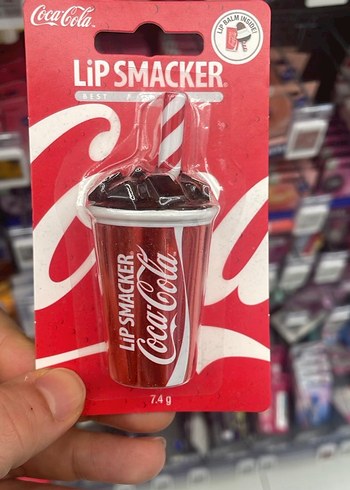 Coca-Cola
LIP BALM INSIDE!
LiP SMACKER®
BEST
LiP SMACKER®
Coca-Cola
7.4 g